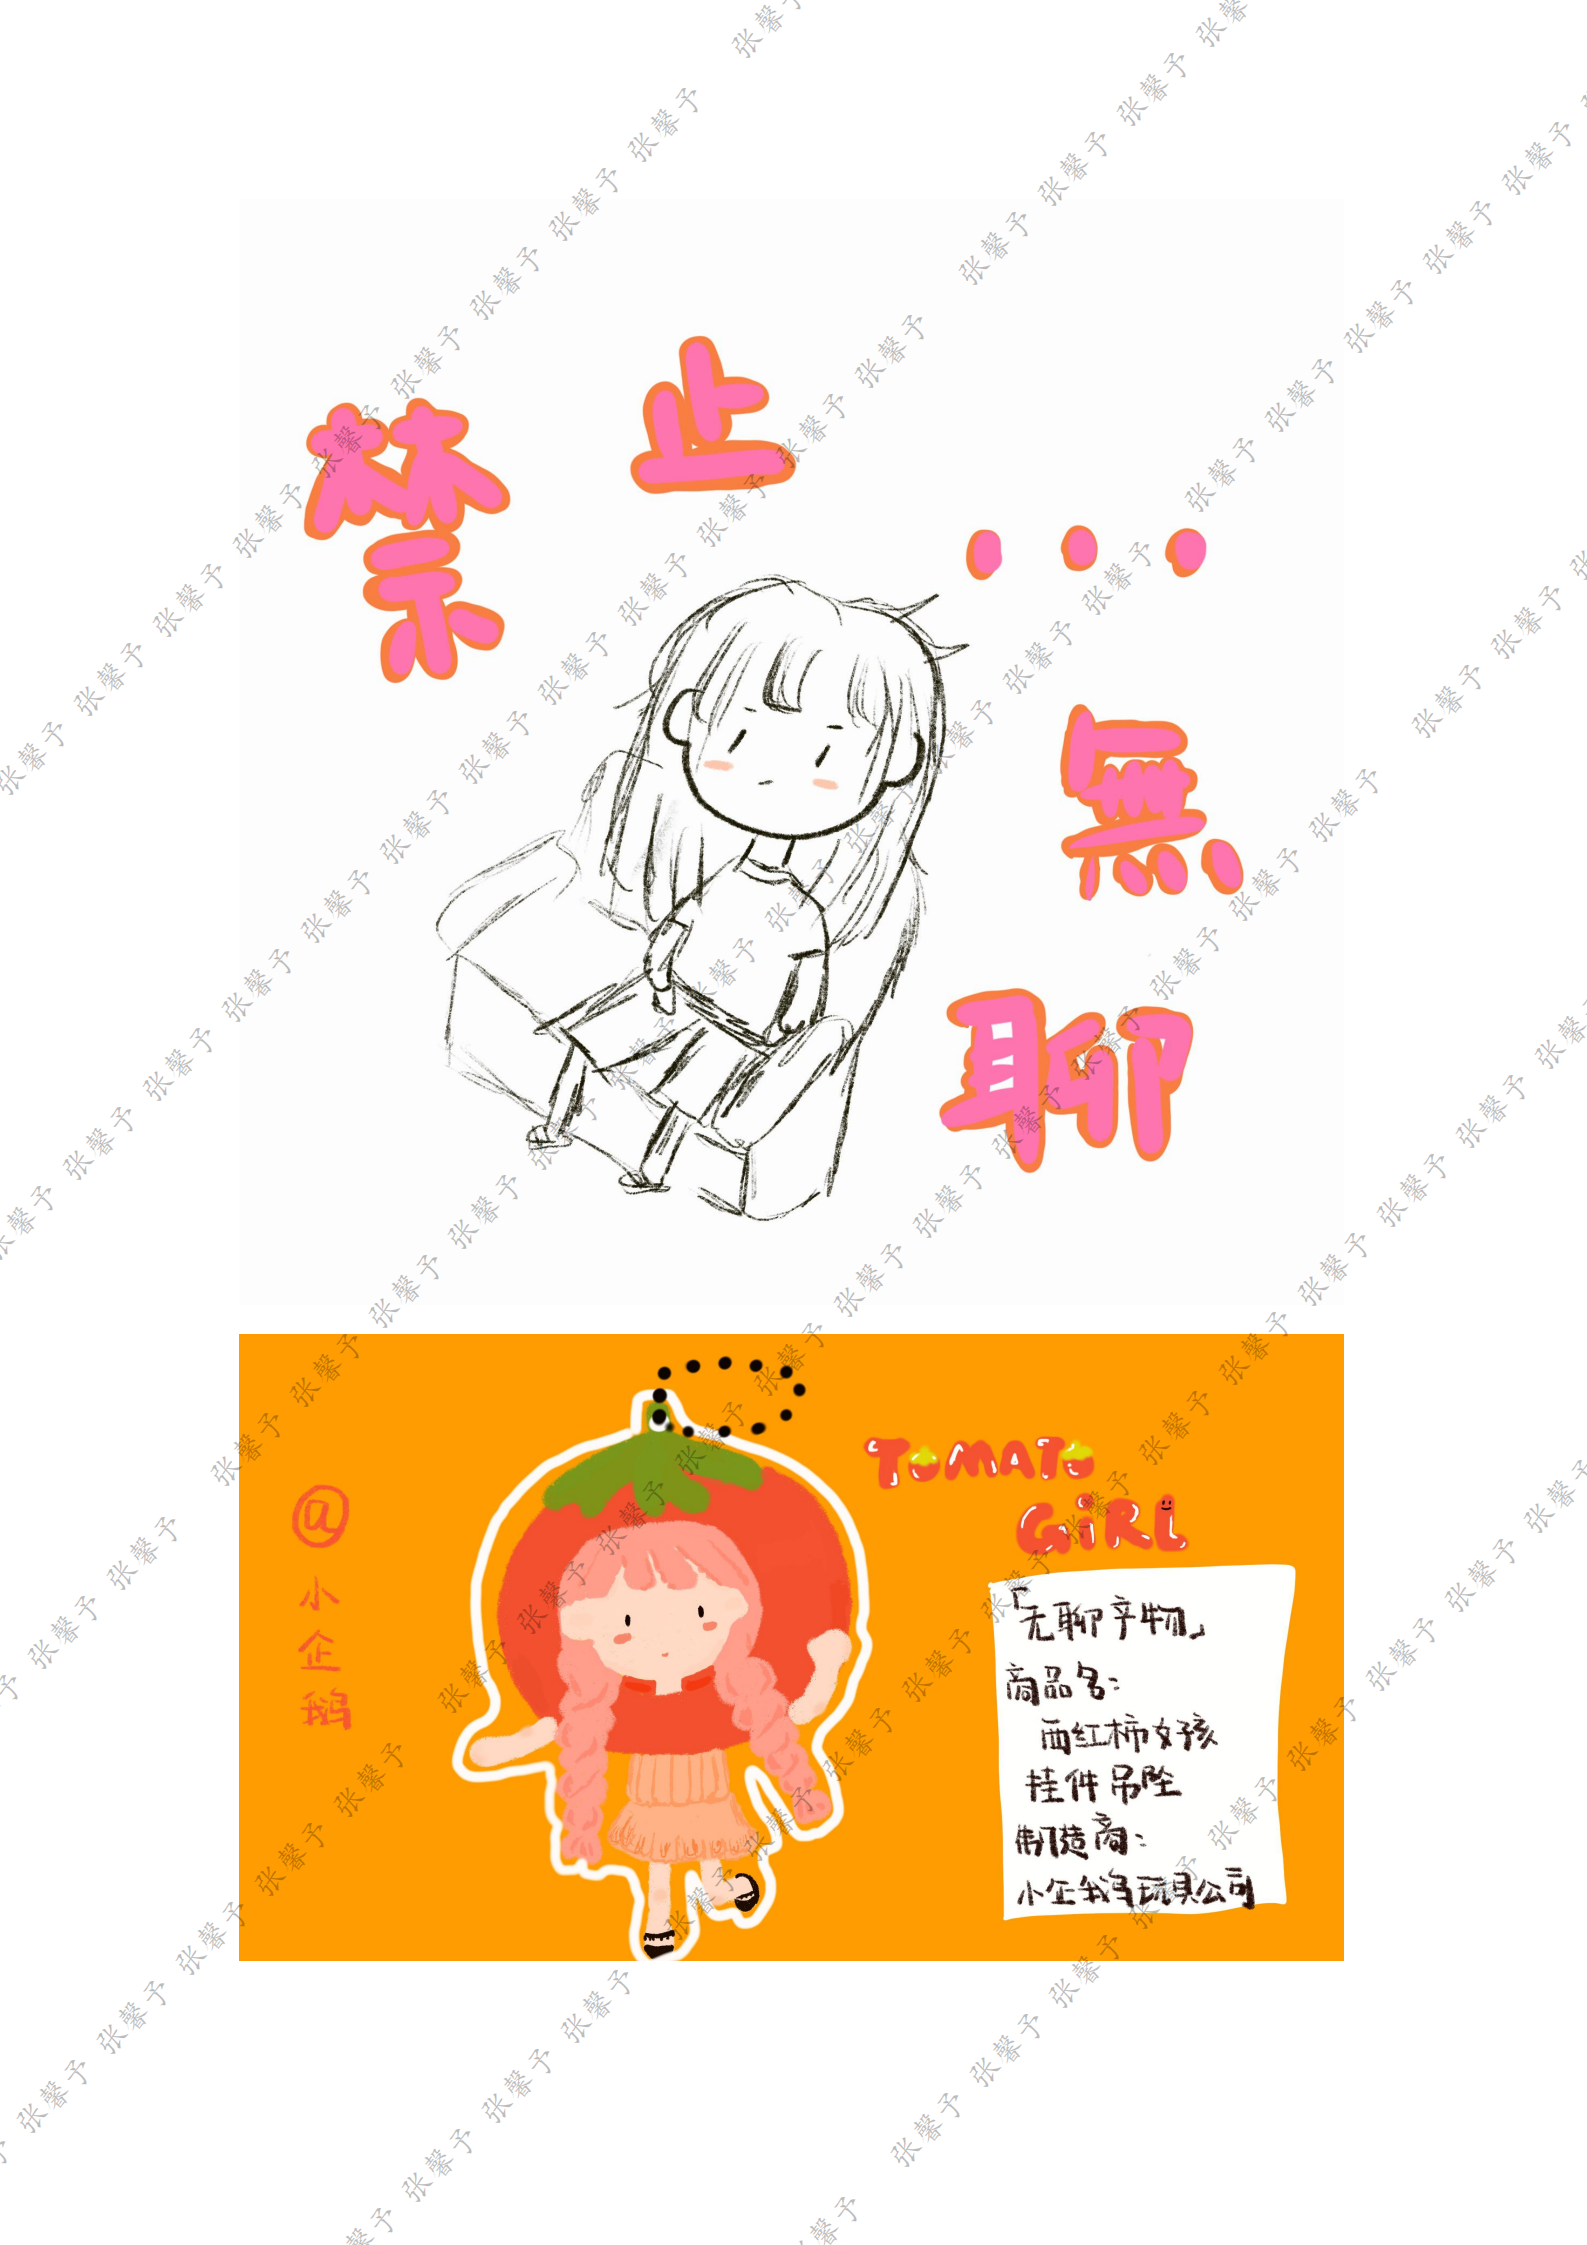 禁止...無聊
TOMATO
GiRL
@小企鹅
「无聊产物」
商品名:
西红柿女孩
挂件吊坠
制造商:
小企鹅玩具公司
张馨予